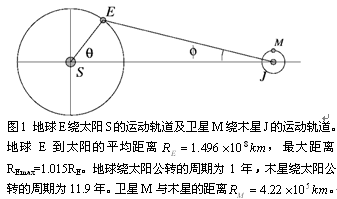 E
M
θ
ϕ
S
J
图1 地球E绕太阳S的运动轨道及卫星M绕木星J的运动轨道。
地球 E 到太阳的平均距离 R_E = 1.496 ×10^8 km，最大距离
R_Emax=1.015R_E。地球绕太阳公转的周期为 1 年，木星绕太阳公
转的周期为 11.9 年。卫星 M 与木星的距离 R_M = 4.22 ×10^5 km。